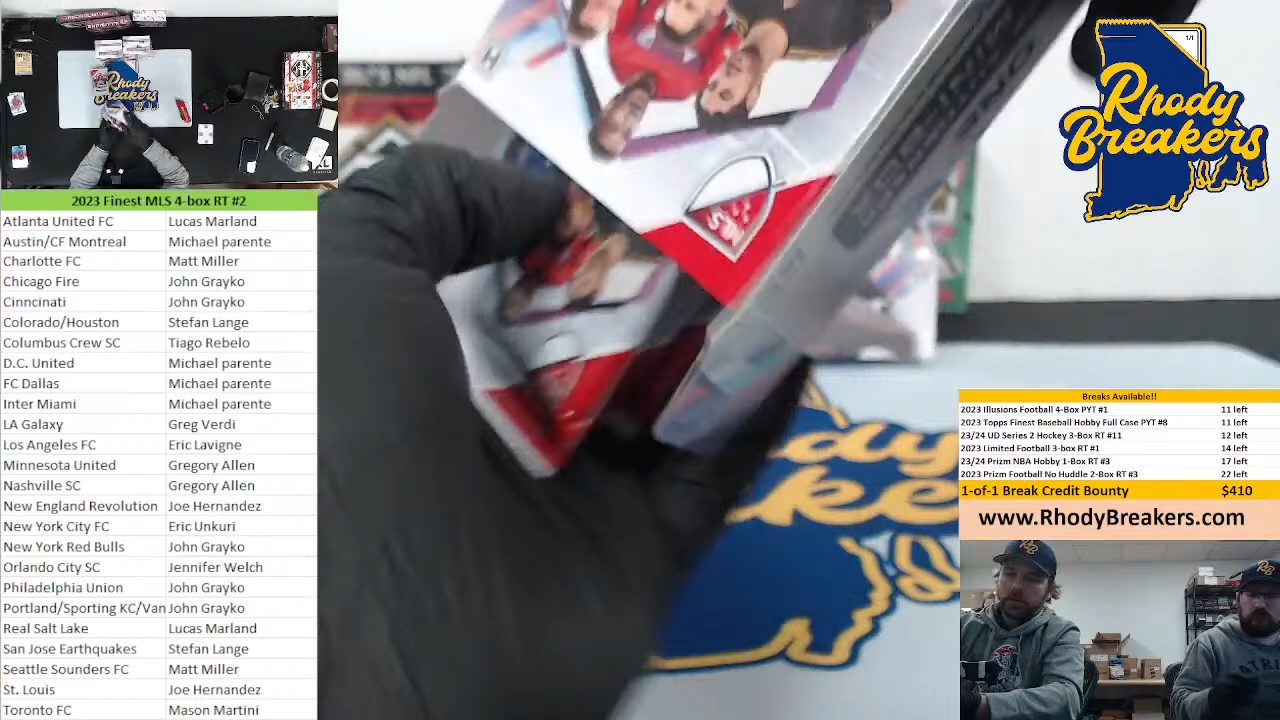 2023 Finest MLS 4-box RT #2
Atlanta United FC Lucas Marland
Austin/CF Montreal Michael parente
Charlotte FC Matt Miller
Chicago Fire John Grayko
Cinncinati John Grayko
Colorado/Houston Stefan Lange
Columbus Crew SC Tiago Rebelo
D.C. United Michael parente
FC Dallas Michael parente
Inter Miami Michael parente
LA Galaxy Greg Verdi
Los Angeles FC Eric Lavigne
Minnesota United Gregory Allen
Nashville SC Gregory Allen
New England Revolution Joe Hernandez
New York City FC Eric Unkuri
New York Red Bulls John Grayko
Orlando City SC Jennifer Welch
Philadelphia Union John Grayko
Portland/Sporting KC/Van John Grayko
Real Salt Lake Lucas Marland
San Jose Earthquakes Stefan Lange
Seattle Sounders FC Matt Miller
St. Louis Joe Hernandez
Toronto FC Mason Martini
Rhody
Breakers
MLS
1/1
Rhody
Breakers
Breaks Available!!
2023 Illusions Football 4-Box PYT #1 11 left
2023 Topps Finest Baseball Hobby Full Case PYT #8 11 left
23/24 UD Series 2 Hockey 3-Box RT #11 12 left
2023 Limited Football 3-box RT #1 14 left
23/24 Prizm NBA Hobby 1-Box RT #3 17 left
2023 Prizm Football No Huddle 2-Box RT #3 22 left
1-of-1 Break Credit Bounty $410
www.RhodyBreakers.com
RB
RB